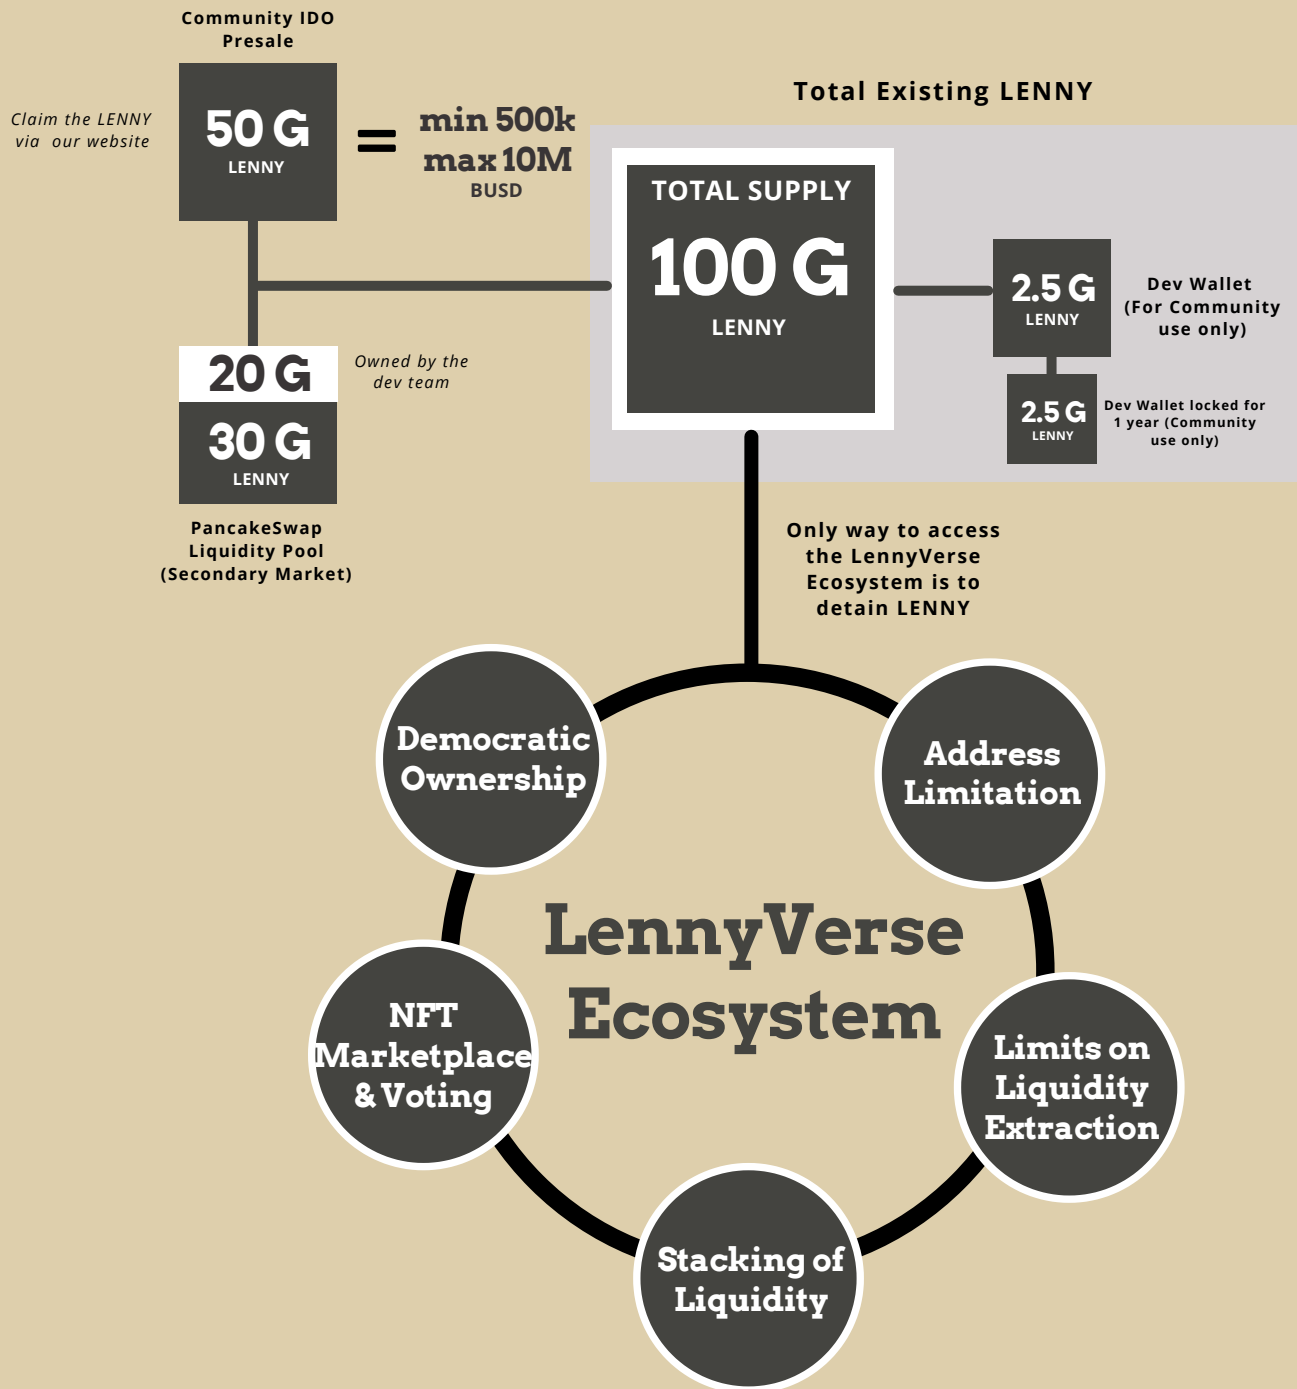 Community IDO
Presale
Claim the LENNY
via our website
50 G
LENNY
=
min 500k
max 10M
BUSD
Total Existing LENNY
TOTAL SUPPLY
100 G
LENNY
2.5 G
LENNY
Dev Wallet
(For Community
use only)
2.5 G
LENNY
Dev Wallet locked for
1 year (Community
use only)
20 G
Owned by the
dev team
30 G
LENNY
PancakeSwap
Liquidity Pool
(Secondary Market)
Only way to access
the LennyVerse
Ecosystem is to
detain LENNY
Democratic
Ownership
Address
Limitation
LennyVerse
Ecosystem
NFT
Marketplace
& Voting
Limits on
Liquidity
Extraction
Stacking of
Liquidity